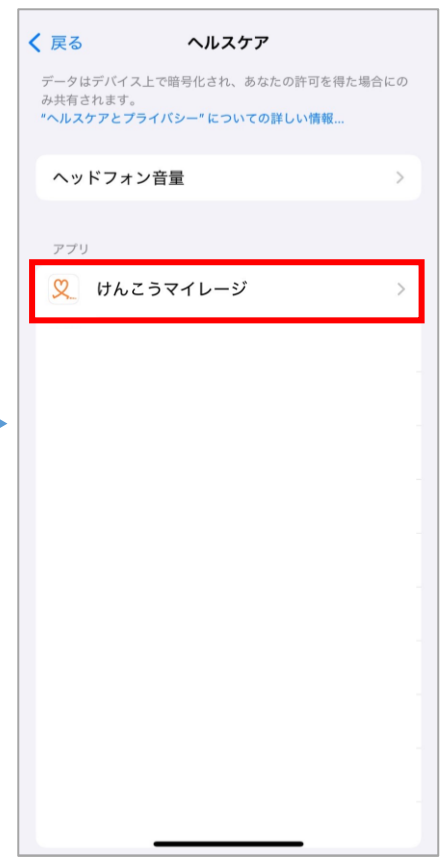 戻る ヘルスケア
データはデバイス上で暗号化され、あなたの許可を得た場合にの
み共有されます。
“ヘルスケアとプライバシー” についての詳しい情報...
ヘッドフォン音量
アプリ
けんこうマイレージ